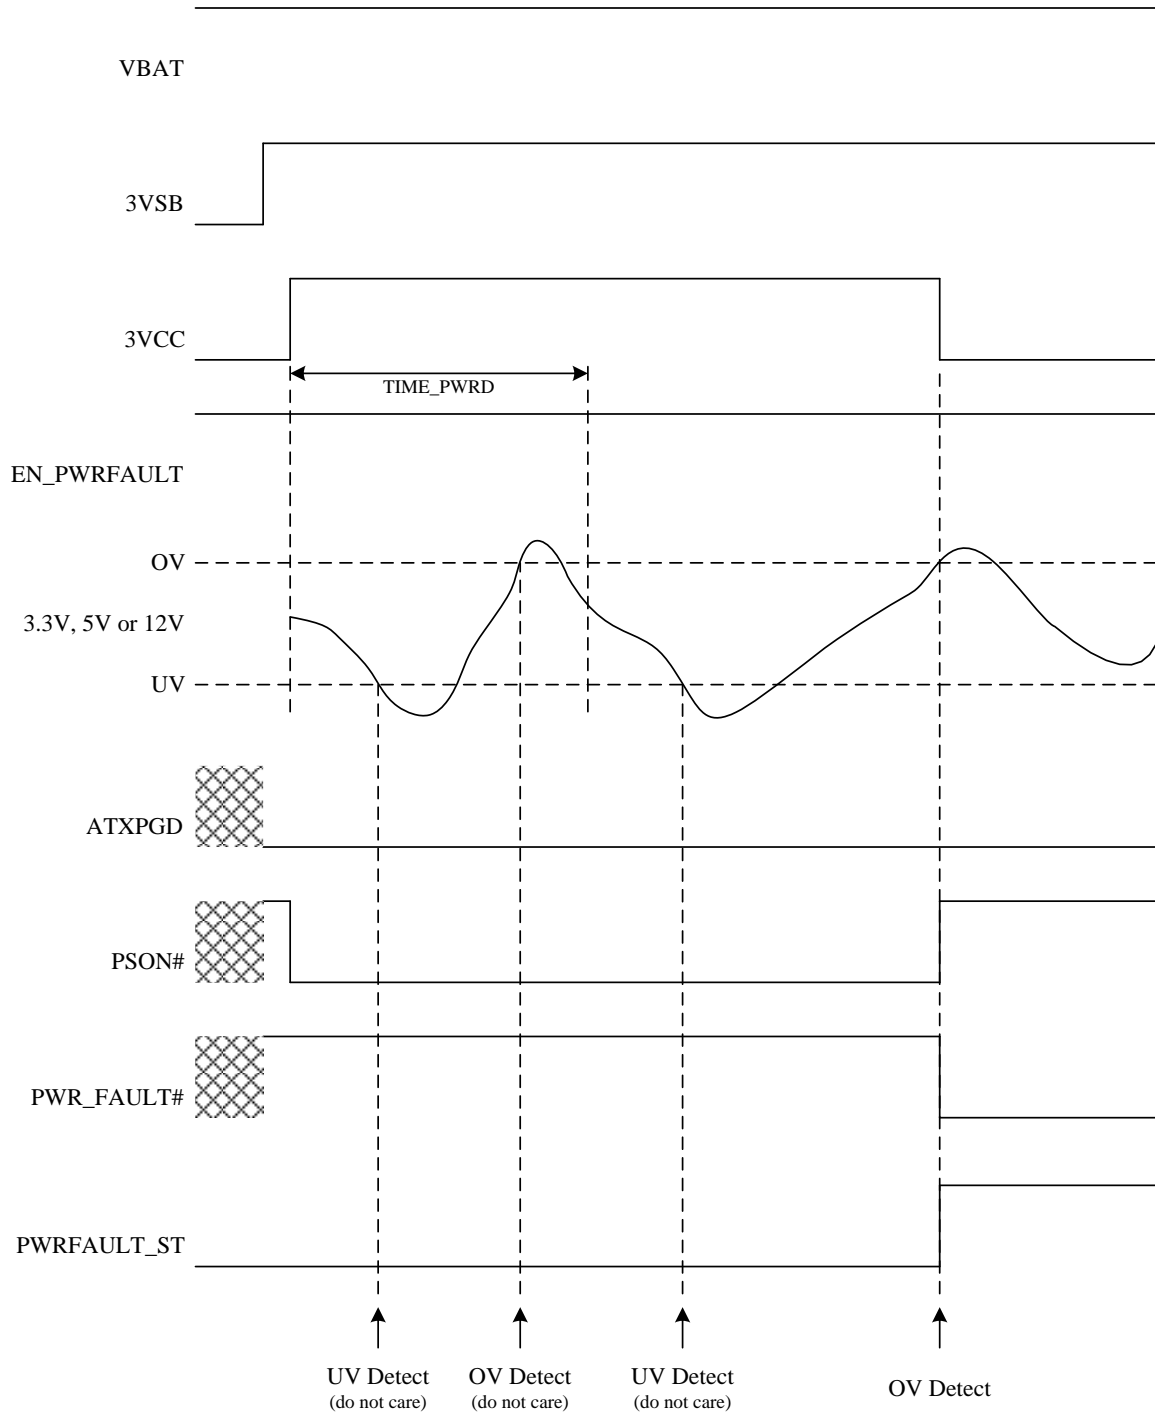 VBAT
3VSB
3VCC
TIME_PWRD
EN_PWRFAULT
OV
3.3V, 5V or 12V
UV
ATXPGD
PSON#
PWR_FAULT#
PWRFAULT_ST
UV Detect
(do not care)
OV Detect
(do not care)
UV Detect
(do not care)
OV Detect